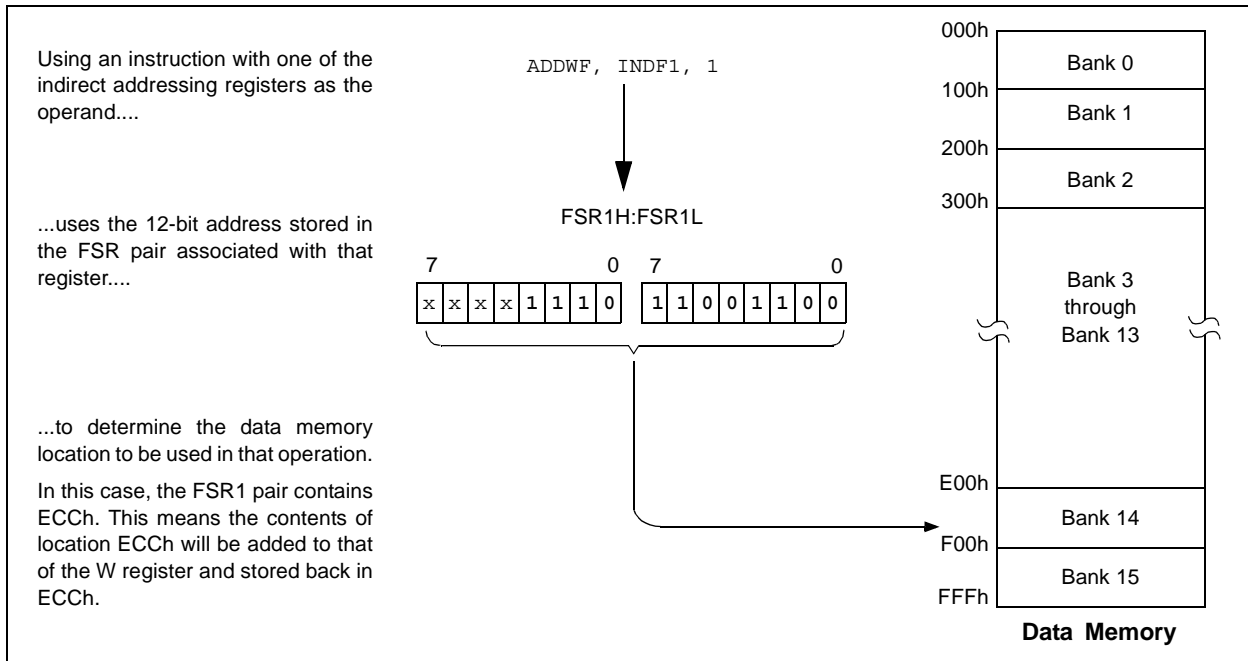 Using an instruction with one of the
indirect addressing registers as the
operand....
ADDWF, INDF1, 1
...uses the 12-bit address stored in
the FSR pair associated with that
register....
FSR1H:FSR1L
7 0 7 0
x x x x 1 1 1 0 1 1 0 0 1 1 0 0
...to determine the data memory
location to be used in that operation.
In this case, the FSR1 pair contains
ECCh. This means the contents of
location ECCh will be added to that
of the W register and stored back in
ECCh.
000h
Bank 0
100h
Bank 1
200h
Bank 2
300h
Bank 3
through
Bank 13
E00h
Bank 14
F00h
Bank 15
FFFh
Data Memory